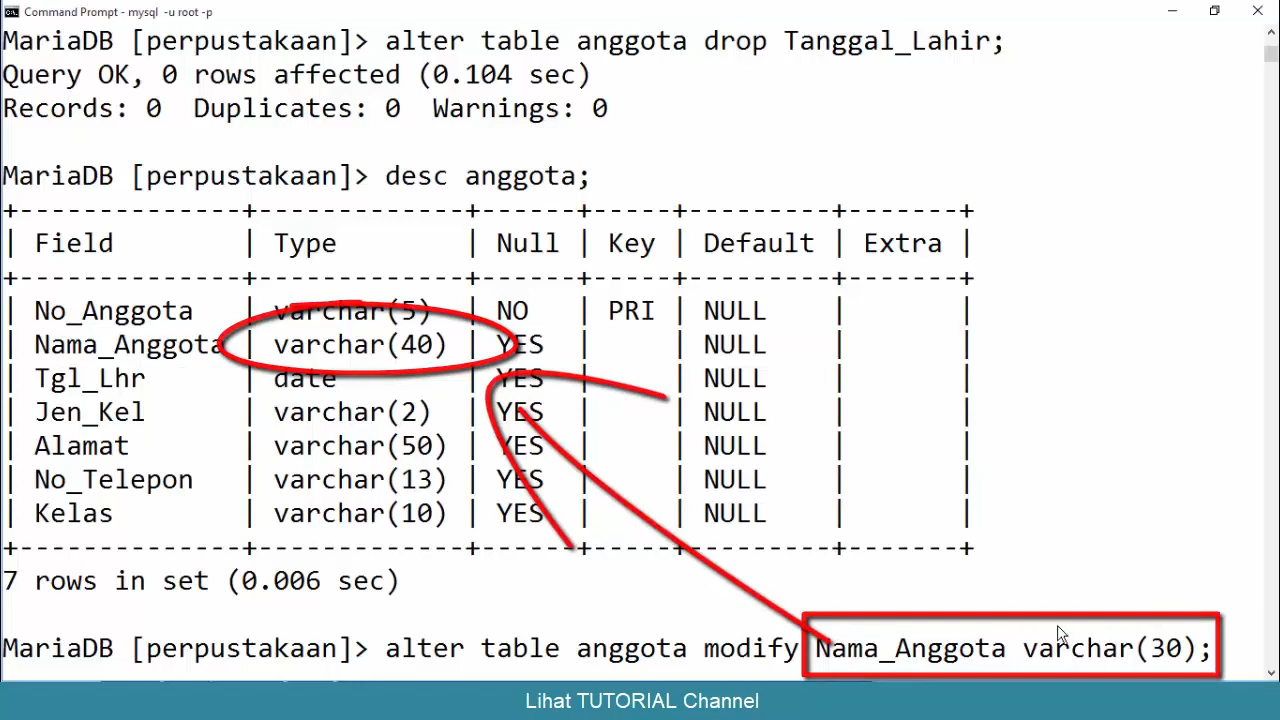 Command Prompt - mysql -u root -p
MariaDB [perpustakaan]> alter table anggota drop Tanggal_Lahir;
Query OK, 0 rows affected (0.104 sec)
Records: 0  Duplicates: 0  Warnings: 0
MariaDB [perpustakaan]> desc anggota;
+---------------+-------------+------+-----+---------+-------+
| Field         | Type        | Null | Key | Default | Extra |
+---------------+-------------+------+-----+---------+-------+
| No_Anggota    | varchar(5)  | NO   | PRI | NULL    |       |
| Nama_Anggota  | varchar(40) | YES  |     | NULL    |       |
| Tgl_Lhr       | date        | YES  |     | NULL    |       |
| Jen_Kel       | varchar(2)  | YES  |     | NULL    |       |
| Alamat        | varchar(50) | YES  |     | NULL    |       |
| No_Telepon    | varchar(13) | YES  |     | NULL    |       |
| Kelas         | varchar(10) | YES  |     | NULL    |       |
+---------------+-------------+------+-----+---------+-------+
7 rows in set (0.006 sec)
MariaDB [perpustakaan]> alter table anggota modify Nama_Anggota varchar(30);
Lihat TUTORIAL Channel